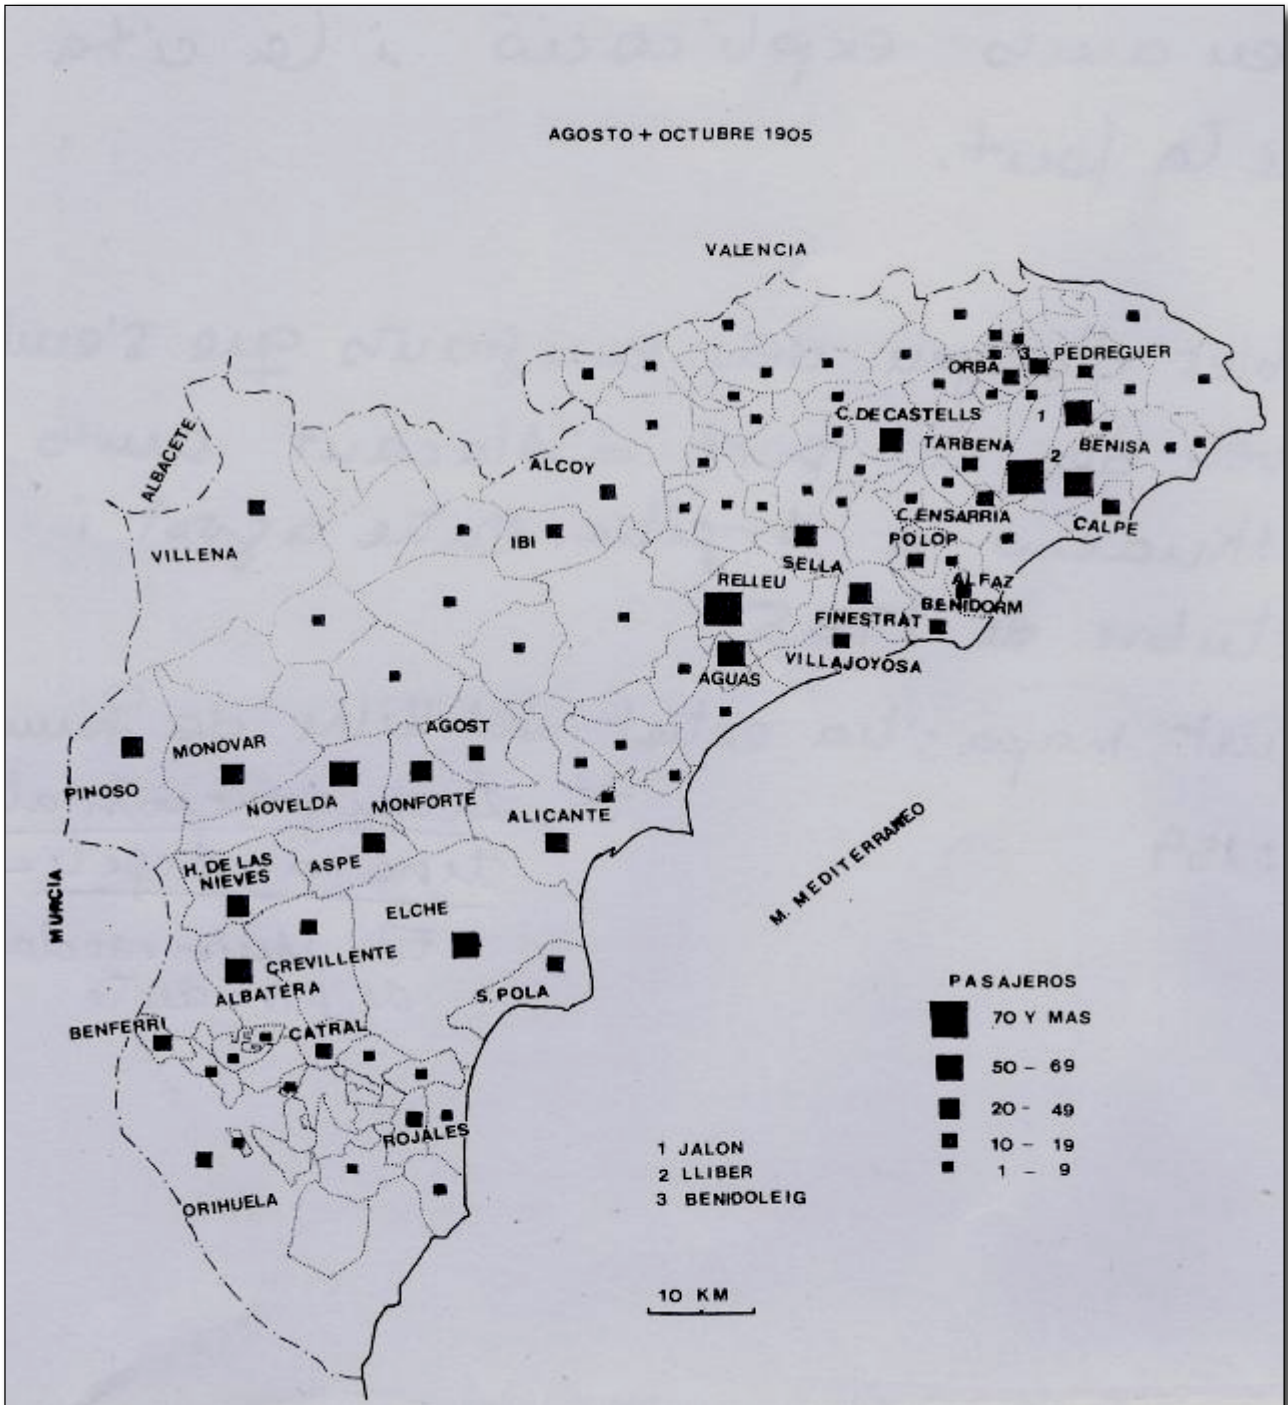 AGOSTO + OCTUBRE 1905
VALENCIA
ALBACETE
VILLENA
ALCOY
IBI
ORBA
3
PEDREGUER
C. DE CASTELLS
1
TARBENA
2
BENISA
C. ENSARRIA
CALPE
POLOP
SELLA
RELLEU
ALFAZ
BENIDORM
FINESTRAT
VILLAJOYOSA
AGUAS
AGOST
MONOVAR
PINOSO
NOVELDA
MONFORTE
ALICANTE
H. DE LAS
NIEVES
ASPE
MURCIA
ELCHE
CREVILLENTE
ALBATERA
S. POLA
BENFERRI
CATRAL
ROJALES
ORIHUELA
M. MEDITERRANEO
PASAJEROS
70 Y MAS
50 - 69
20 - 49
10 - 19
1 - 9
1 JALON
2 LLIBER
3 BENIDOLEIG
10 KM